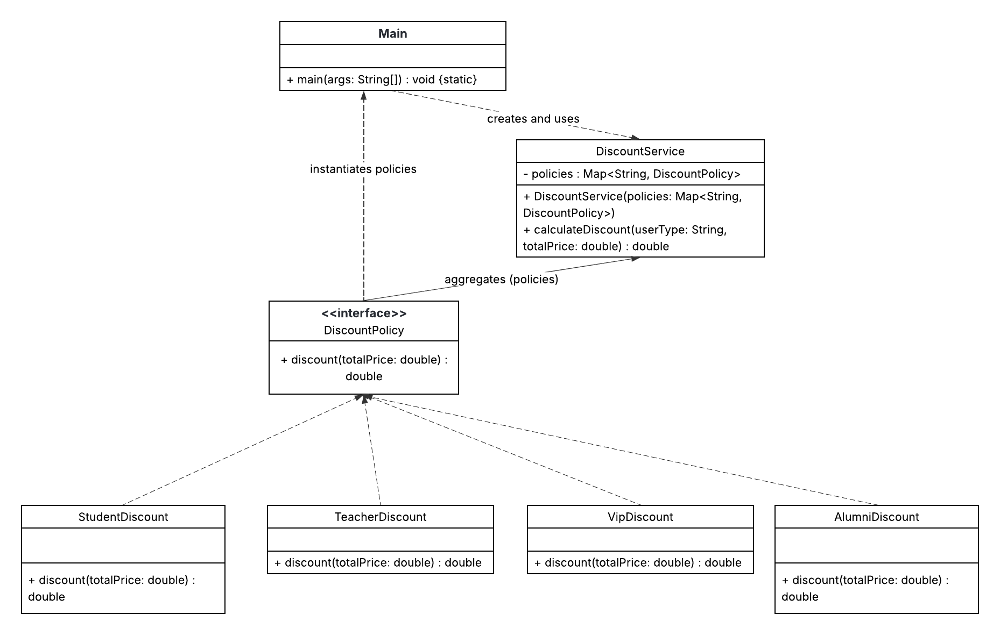 Main
+ main(args: String[]) : void {static}
creates and uses
DiscountService
- policies : Map<String, DiscountPolicy>
+ DiscountService(policies: Map<String,
DiscountPolicy>)
+ calculateDiscount(userType: String,
totalPrice: double) : double
instantiates policies
aggregates (policies)
<<interface>>
DiscountPolicy
+ discount(totalPrice: double) :
double
StudentDiscount
+ discount(totalPrice: double) :
double
TeacherDiscount
+ discount(totalPrice: double) : double
VipDiscount
+ discount(totalPrice: double) : double
AlumniDiscount
+ discount(totalPrice: double) :
double